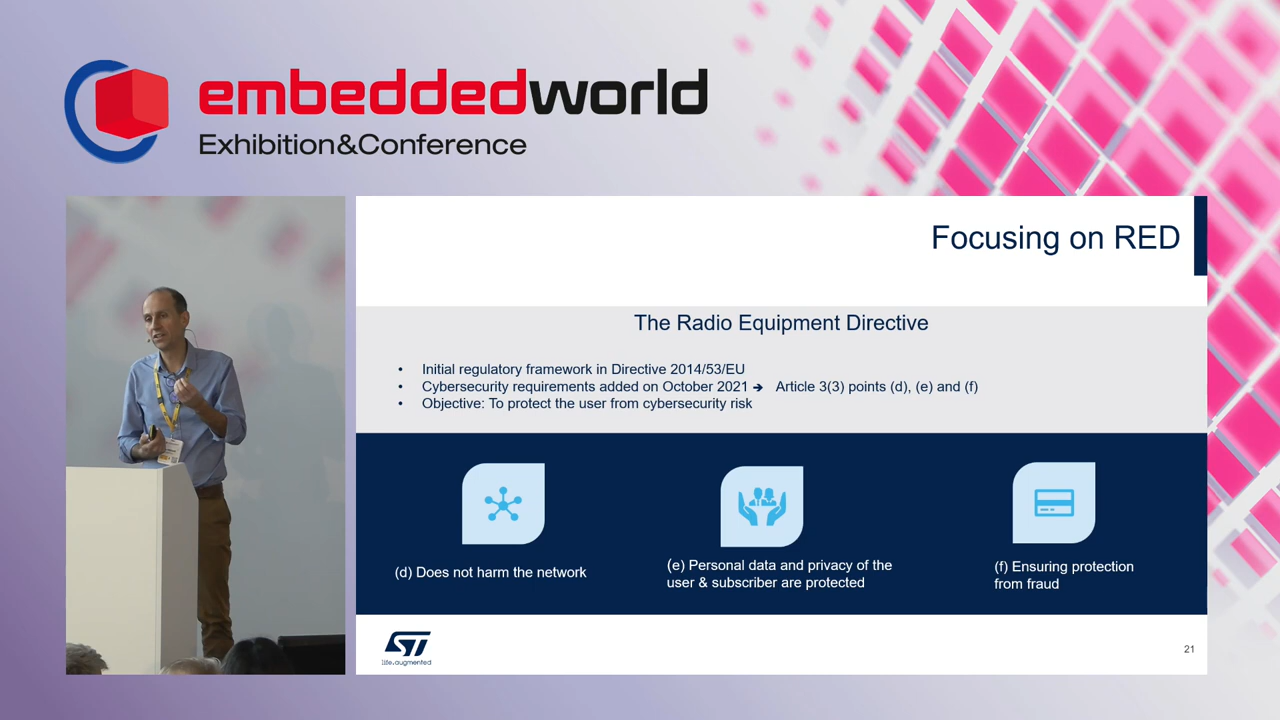 embeddedworld
Exhibition&Conference
Focusing on RED
The Radio Equipment Directive
• Initial regulatory framework in Directive 2014/53/EU
• Cybersecurity requirements added on October 2021 ➔ Article 3(3) points (d), (e) and (f)
• Objective: To protect the user from cybersecurity risk
(d) Does not harm the network
(e) Personal data and privacy of the
user & subscriber are protected
(f) Ensuring protection
from fraud
ST
life.augmented
21